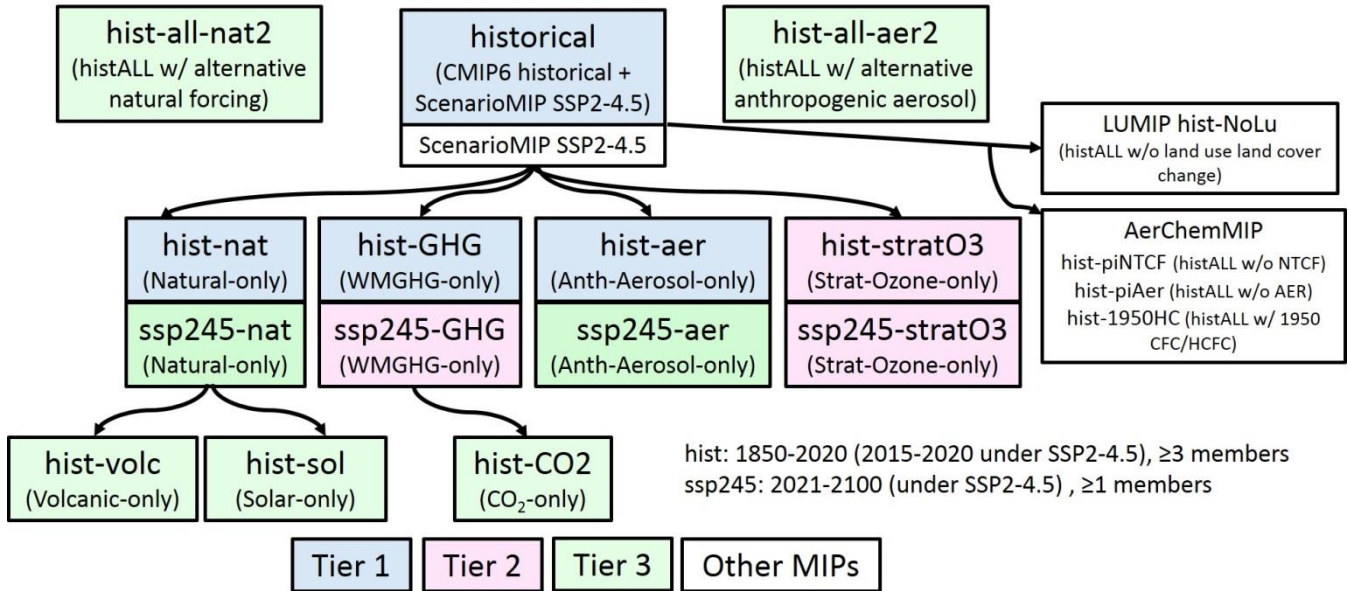 hist-all-nat2
(histALL w/ alternative
natural forcing)
historical
(CMIP6 historical +
ScenarioMIP SSP2-4.5)
ScenarioMIP SSP2-4.5
hist-all-aer2
(histALL w/ alternative
anthropogenic aerosol)
LUMIP hist-NoLu
(histALL w/o land use land cover
change)
AerChemMIP
hist-piNTCF (histALL w/o NTCF)
hist-piAer (histALL w/o AER)
hist-1950HC (histALL w/ 1950
CFC/HCFC)
hist-nat
(Natural-only)
ssp245-nat
(Natural-only)
hist-GHG
(WMGHG-only)
ssp245-GHG
(WMGHG-only)
hist-aer
(Anth-Aerosol-only)
ssp245-aer
(Anth-Aerosol-only)
hist-stratO3
(Strat-Ozone-only)
ssp245-stratO3
(Strat-Ozone-only)
hist-volc
(Volcanic-only)
hist-sol
(Solar-only)
hist-CO2
(CO₂-only)
hist: 1850-2020 (2015-2020 under SSP2-4.5), ≥3 members
ssp245: 2021-2100 (under SSP2-4.5) , ≥1 members
Tier 1
Tier 2
Tier 3
Other MIPs